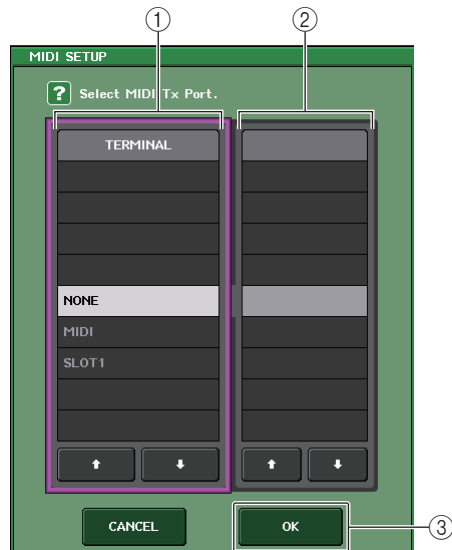 ① ②
MIDI SETUP
? Select MIDI Tx Port.
TERMINAL
NONE
MIDI
SLOT1
CANCEL OK ③